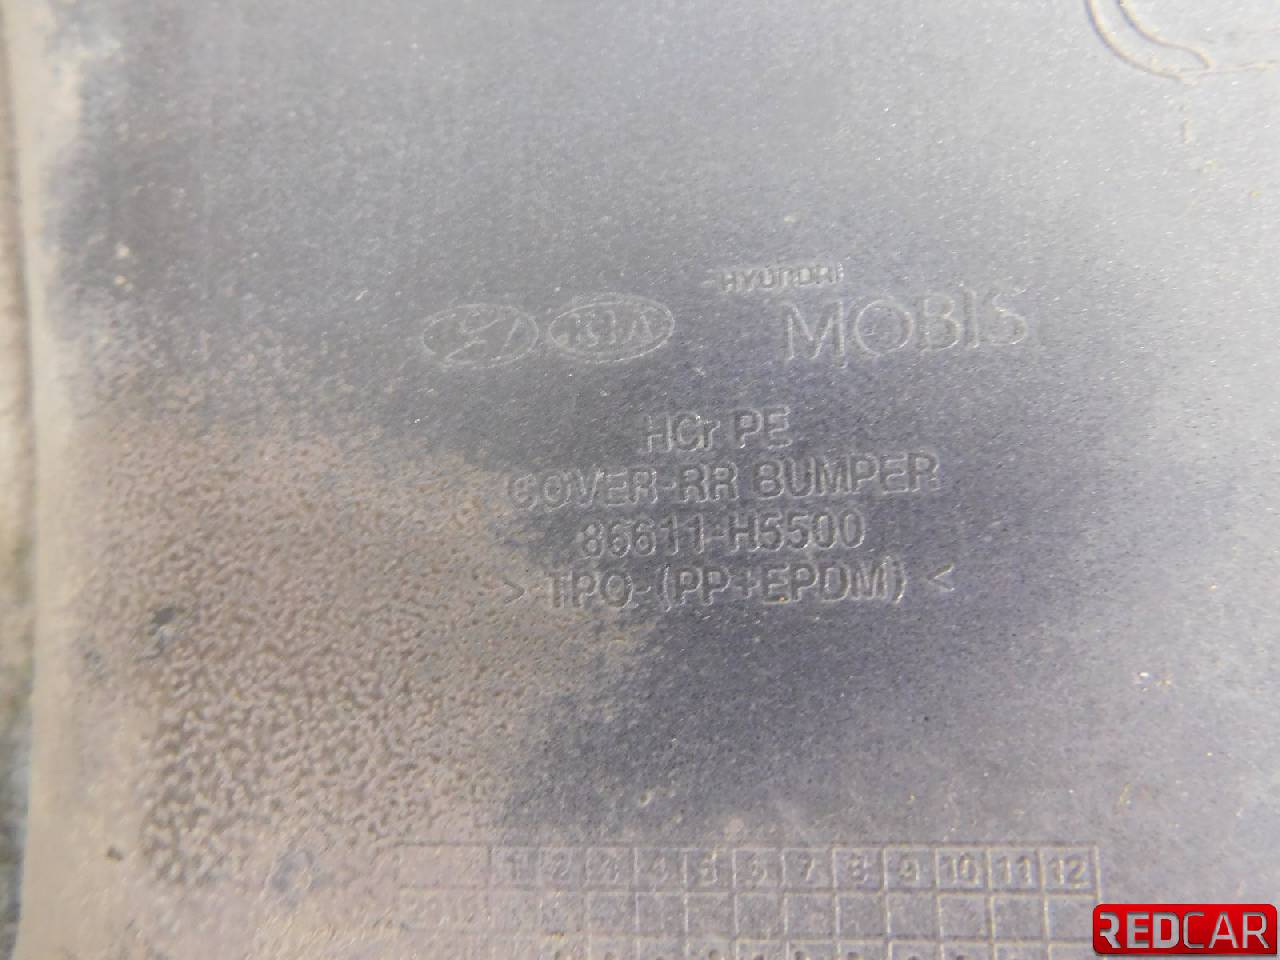 HYUNDAI
KIA MOBIS
HCr PE
COVER-RR BUMPER
86611-H5500
> TPO-(PP+EPDM) <
1 2 3 4 5 6 7 8 9 10 11 12
REDCAR